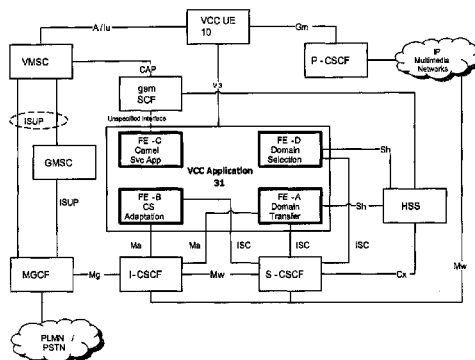 A / Iu
VCC UE
10
Gm
VMSC
P - CSCF
IP
Multimedia
Networks
CAP
gsm
SCF
V3
ISUP
Unspecified Interface
FE -C
Camel
Svc App
FE -D
Domain
Selection
Sh
GMSC
VCC Application
31
FE -B
CS
Adaptation
FE -A
Domain
Transfer
Sh
HSS
ISUP
Ma
Ma
ISC
ISC
ISC
Mw
MGCF
Mg
I-CSCF
Mw
S -CSCF
Cx
PLMN /
PSTN